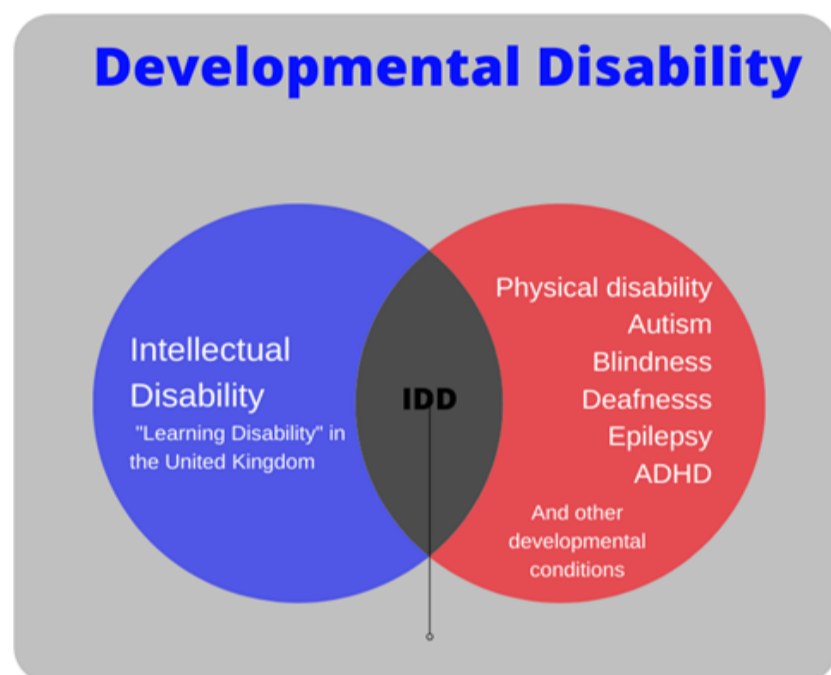 Developmental Disability
Intellectual
Disability
"Learning Disability" in
the United Kingdom
IDD
Physical disability
Autism
Blindness
Deafnesss
Epilepsy
ADHD
And other
developmental
conditions